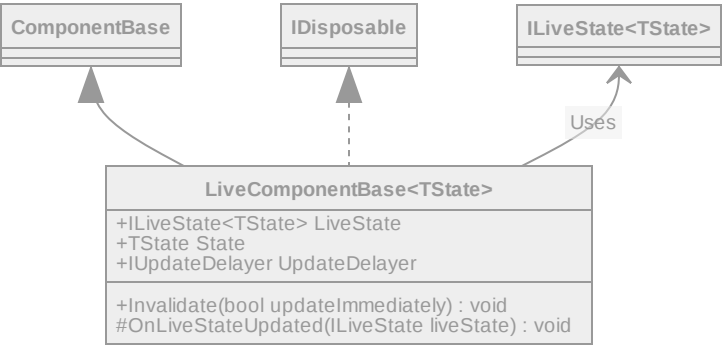 ComponentBase
IDisposable
ILiveState<TState>
Uses
LiveComponentBase<TState>
+ILiveState<TState> LiveState
+TState State
+IUpdateDelayer UpdateDelayer
+Invalidate(bool updateImmediately) : void
#OnLiveStateUpdated(ILiveState liveState) : void